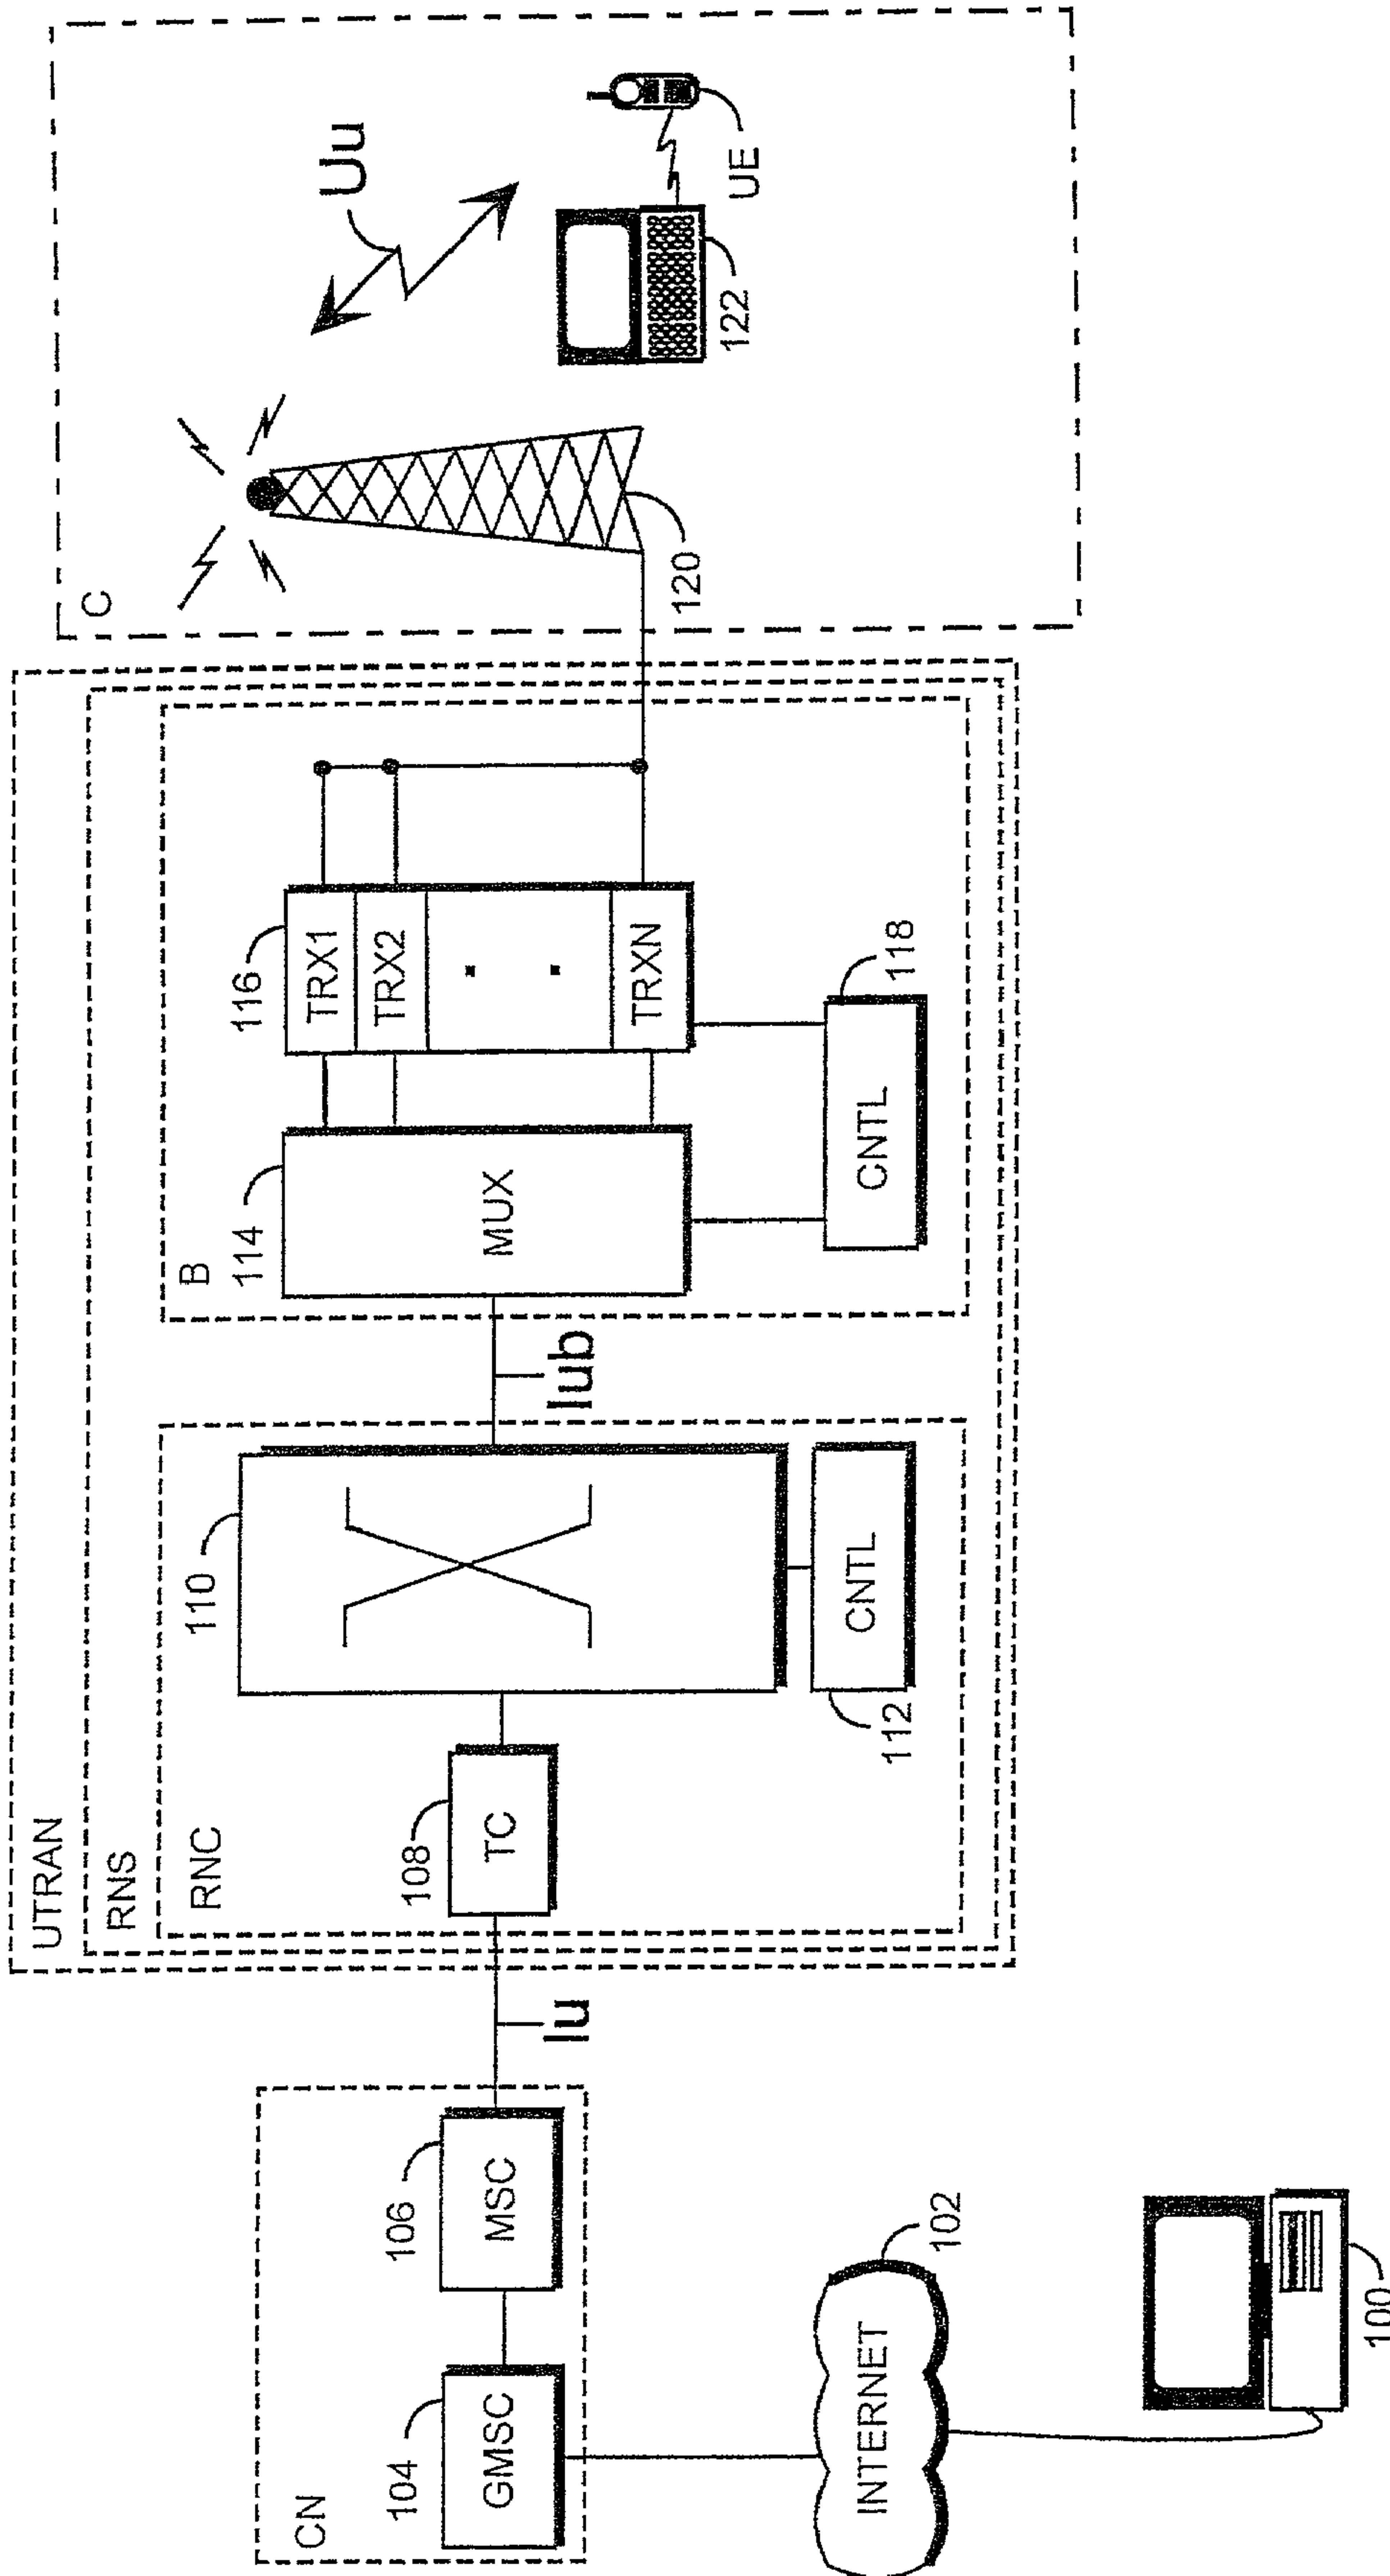 UTRAN
RNS
RNC
B
C
CN
104
GMSC
106
MSC
Iu
108
TC
110
112
CNTL
Iub
114
MUX
116
TRX1
TRX2
TRXN
118
CNTL
120
Uu
122
UE
INTERNET
102
100